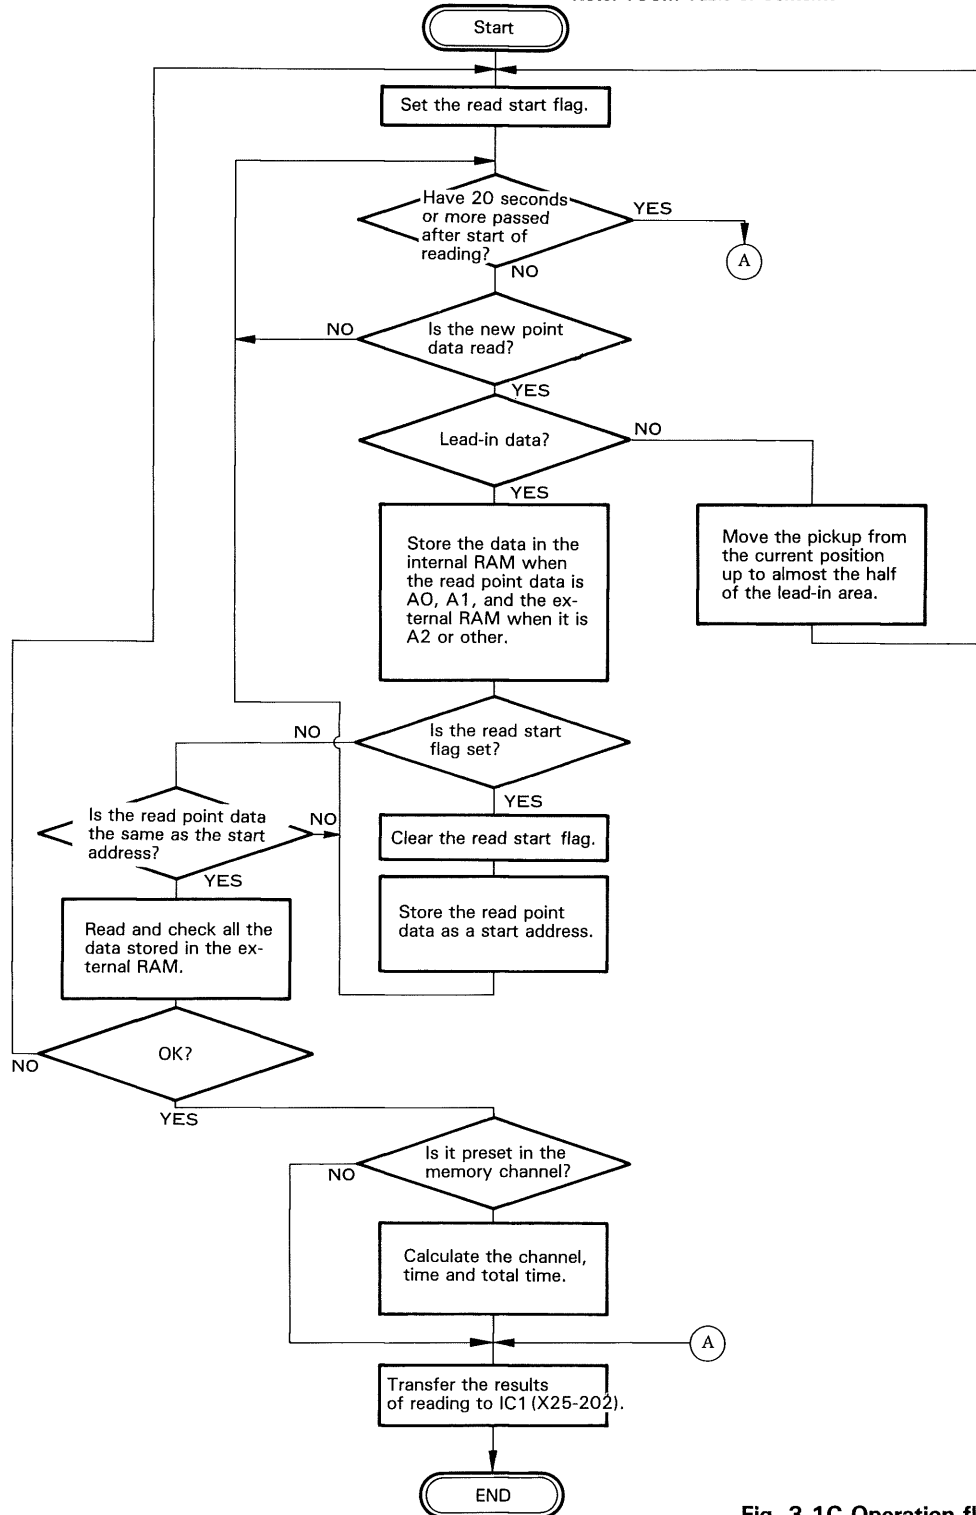 Start
Set the read start flag.
Have 20 seconds
or more passed
after start of
reading?
YES
A
NO
Is the new point
data read?
NO
YES
Lead-in data?
NO
YES
Store the data in the
internal RAM when
the read point data is
A0, A1, and the ex-
ternal RAM when it is
A2 or other.
Move the pickup from
the current position
up to almost the half
of the lead-in area.
Is the read start
flag set?
NO
YES
Is the read point data
the same as the start
address?
NO
YES
Clear the read start flag.
Store the read point
data as a start address.
Read and check all the
data stored in the ex-
ternal RAM.
OK?
NO
YES
Is it preset in the
memory channel?
NO
Calculate the channel,
time and total time.
A
Transfer the results
of reading to IC1 (X25-202).
END
Fig. 3-1C Operation fl